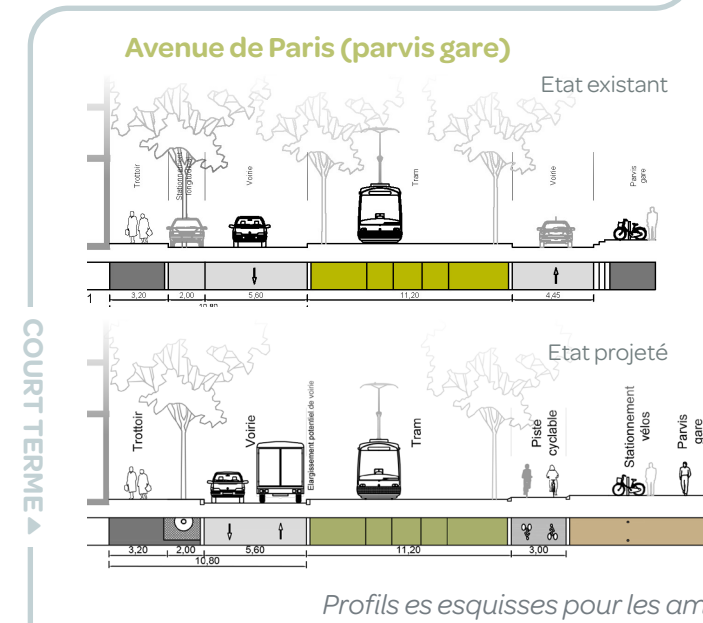 Avenue de Paris (parvis gare)
Etat existant
Trottoir
Voirie
Tram
Voirie
Parvis
gare
1
3,20
2,00
5,60
11,20
4,45
10,80
COURT TERME
Etat projeté
Trottoir
Voirie
Elargissement potentiel de voirie
Tram
Piste
cyclable
Stationnement
vélos
Parvis
gare
3,20
2,00
5,60
11,20
3,00
10,80
Profils es esquisses pour les am